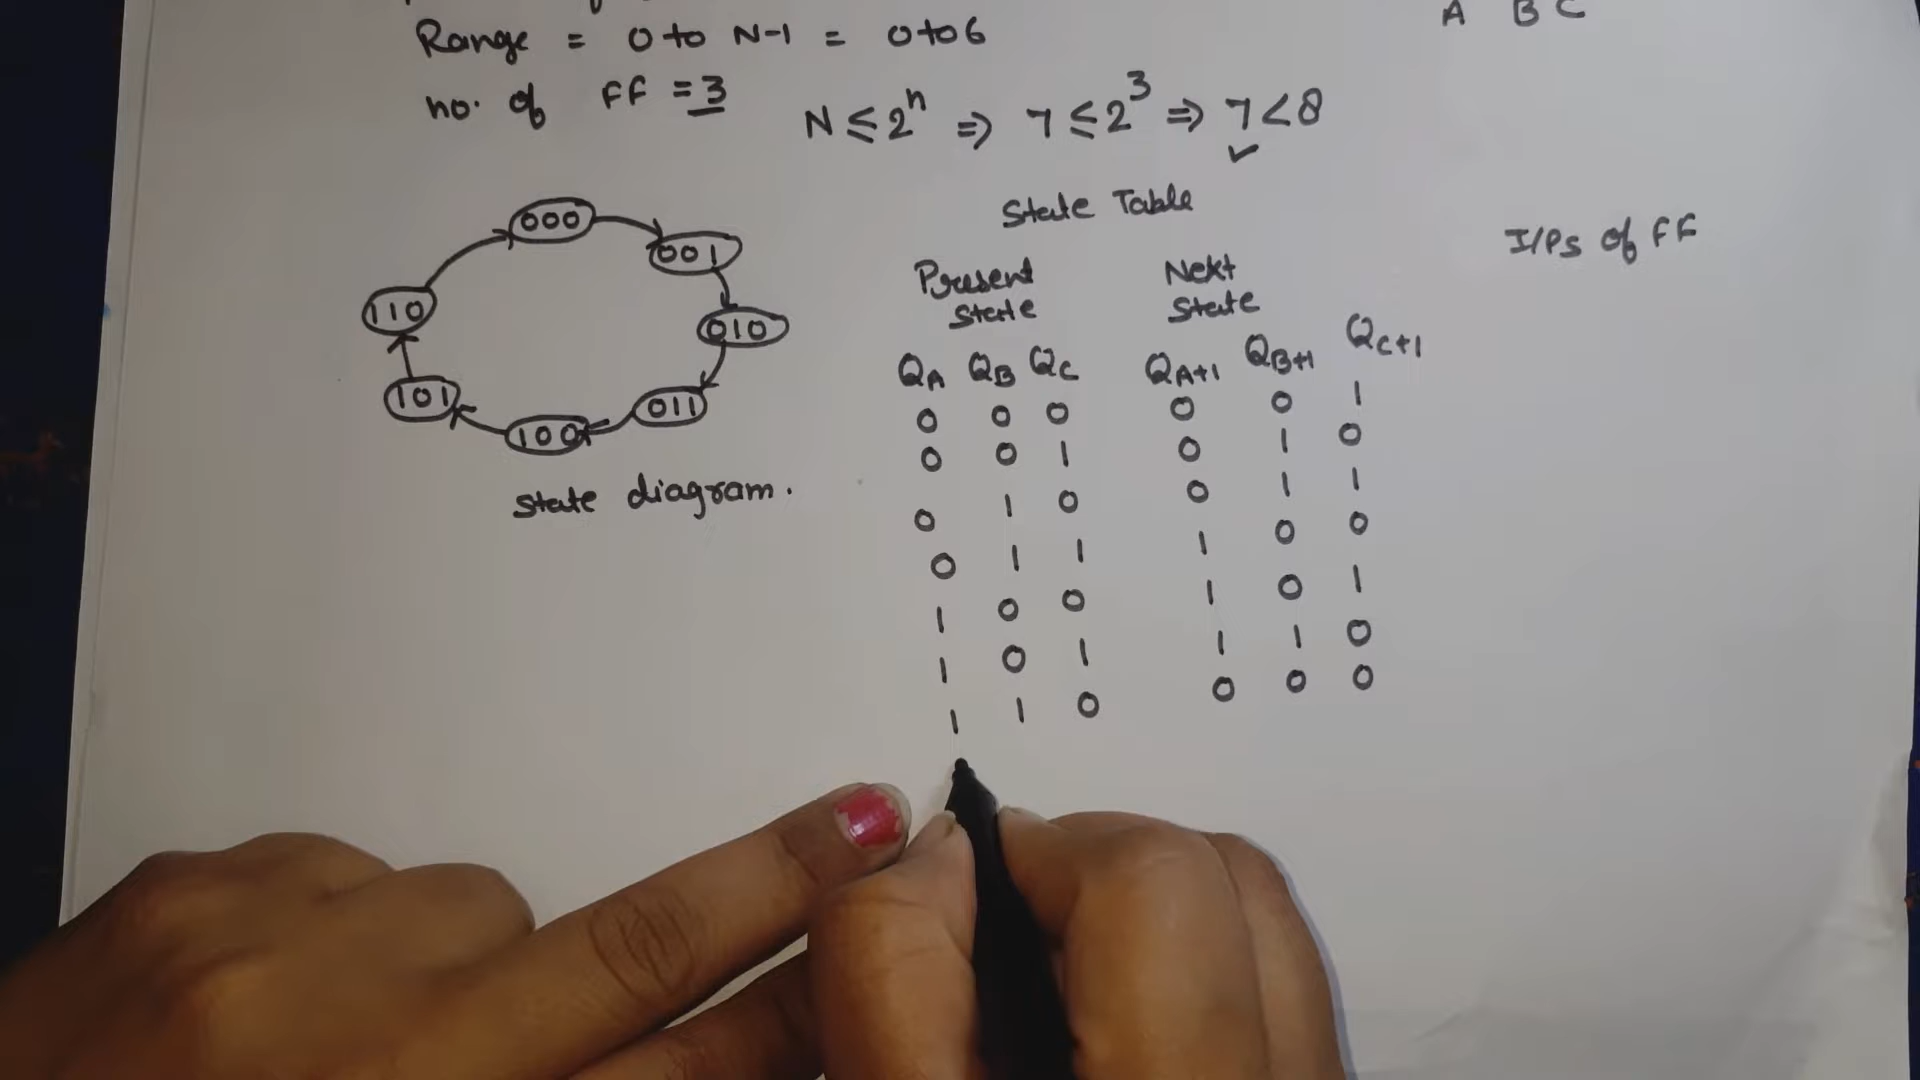 A B C
Range = 0 to N-1 = 0 to 6
no. of FF = 3
N ≤ 2^n ⇒ 7 ≤ 2^3 ⇒ 7 < 8
✓
000
001
010
011
100
101
110
State diagram.
State Table
Present State
Next State
I/Ps of FF
QA QB QC QA+1 QB+1 QC+1
0 0 0 0 0 1
0 0 1 0 1 0
0 1 0 0 1 1
0 1 1 1 0 0
1 0 0 1 0 1
1 0 1 1 1 0
1 1 0 0 0 0